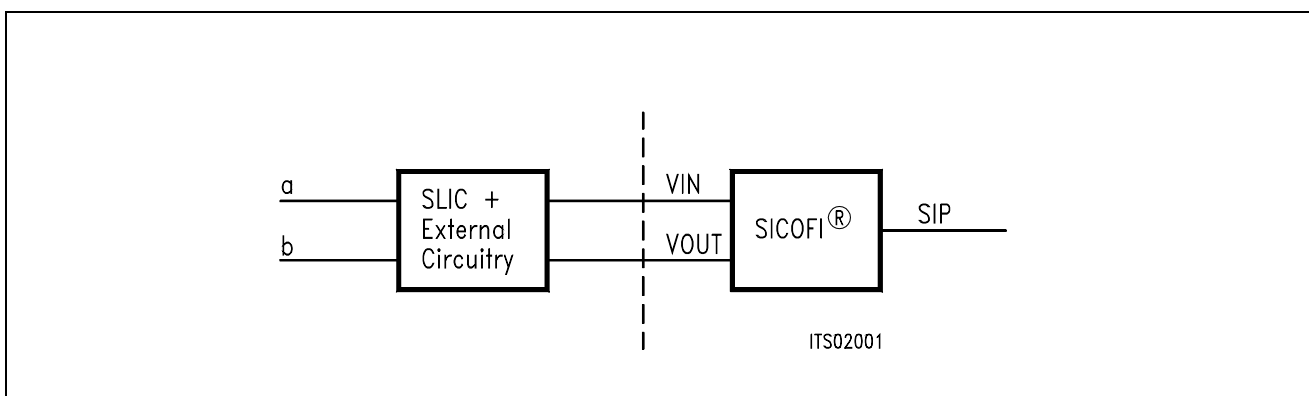 a
b
SLIC +
External
Circuitry
VIN
VOUT
SICOFI®
SIP
ITS02001